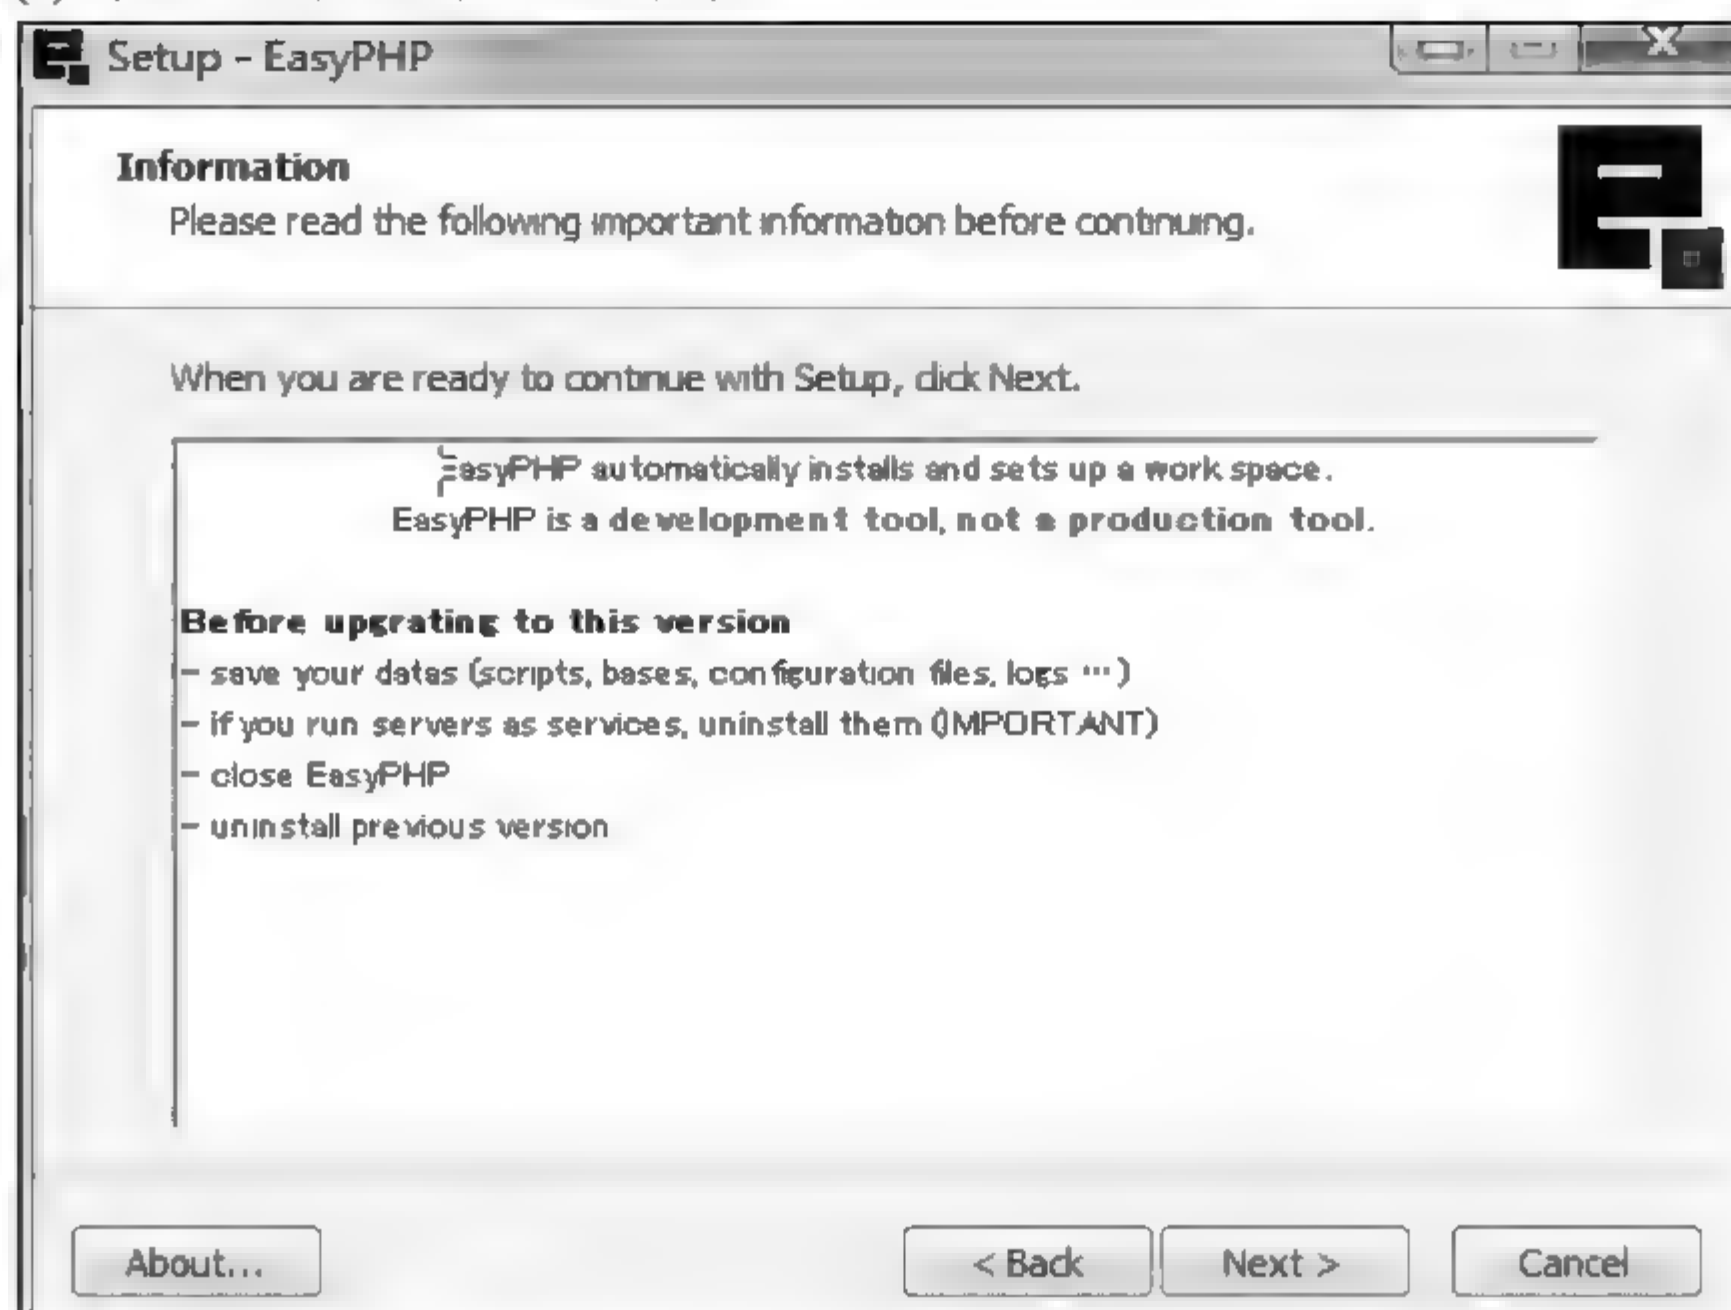 Setup - EasyPHP
Information
Please read the following important information before continuing.
When you are ready to continue with Setup, click Next.
EasyPHP automatically installs and sets up a work space.
EasyPHP is a development tool, not a production tool.
Before upgrating to this version
- save your datas (scripts, bases, configuration files, logs ...)
- if you run servers as services, uninstall them (IMPORTANT)
- close EasyPHP
- uninstall previous version
About...
< Back
Next >
Cancel